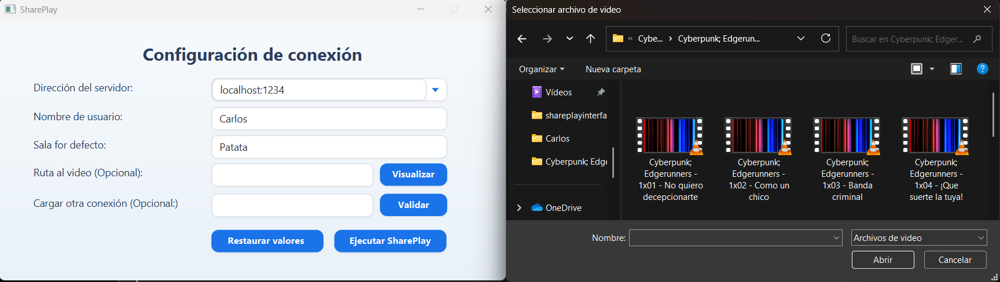 SharePlay
Configuración de conexión
Dirección del servidor:
localhost:1234
Nombre de usuario:
Carlos
Sala for defecto:
Patata
Ruta al video (Opcional):
Visualizar
Cargar otra conexión (Opcional:)
Validar
Restaurar valores
Ejecutar SharePlay
Seleccionar archivo de video
« Cybe... > Cyberpunk; Edgerun...
Buscar en Cyberpunk; Edger...
Organizar
Nueva carpeta
Vídeos
shareplayinterfa
Carlos
Cyberpunk; Edge
OneDrive
Cyberpunk;
Edgerunners -
1x01 - No quiero
decepcionarte
Cyberpunk;
Edgerunners -
1x02 - Como un
chico
Cyberpunk;
Edgerunners -
1x03 - Banda
criminal
Cyberpunk;
Edgerunners -
1x04 - ¡Que
suerte la tuya!
Nombre:
Archivos de video
Abrir
Cancelar